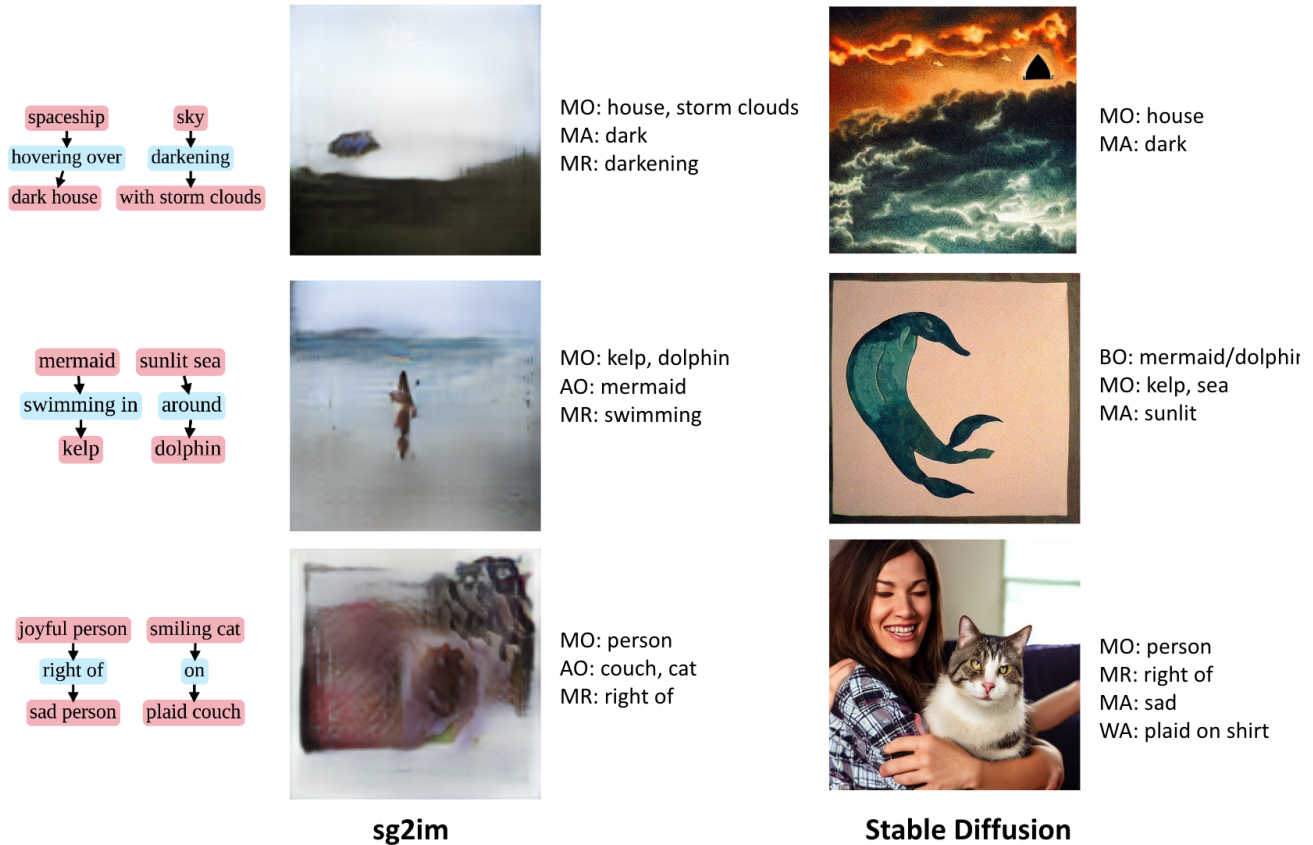 spaceship
sky
hovering over
darkening
dark house
with storm clouds
MO: house, storm clouds
MA: dark
MR: darkening
MO: house
MA: dark
mermaid
sunlit sea
swimming in
around
kelp
dolphin
MO: kelp, dolphin
AO: mermaid
MR: swimming
BO: mermaid/dolphin
MO: kelp, sea
MA: sunlit
joyful person
smiling cat
right of
on
sad person
plaid couch
MO: person
AO: couch, cat
MR: right of
MO: person
MR: right of
MA: sad
WA: plaid on shirt
sg2im
Stable Diffusion